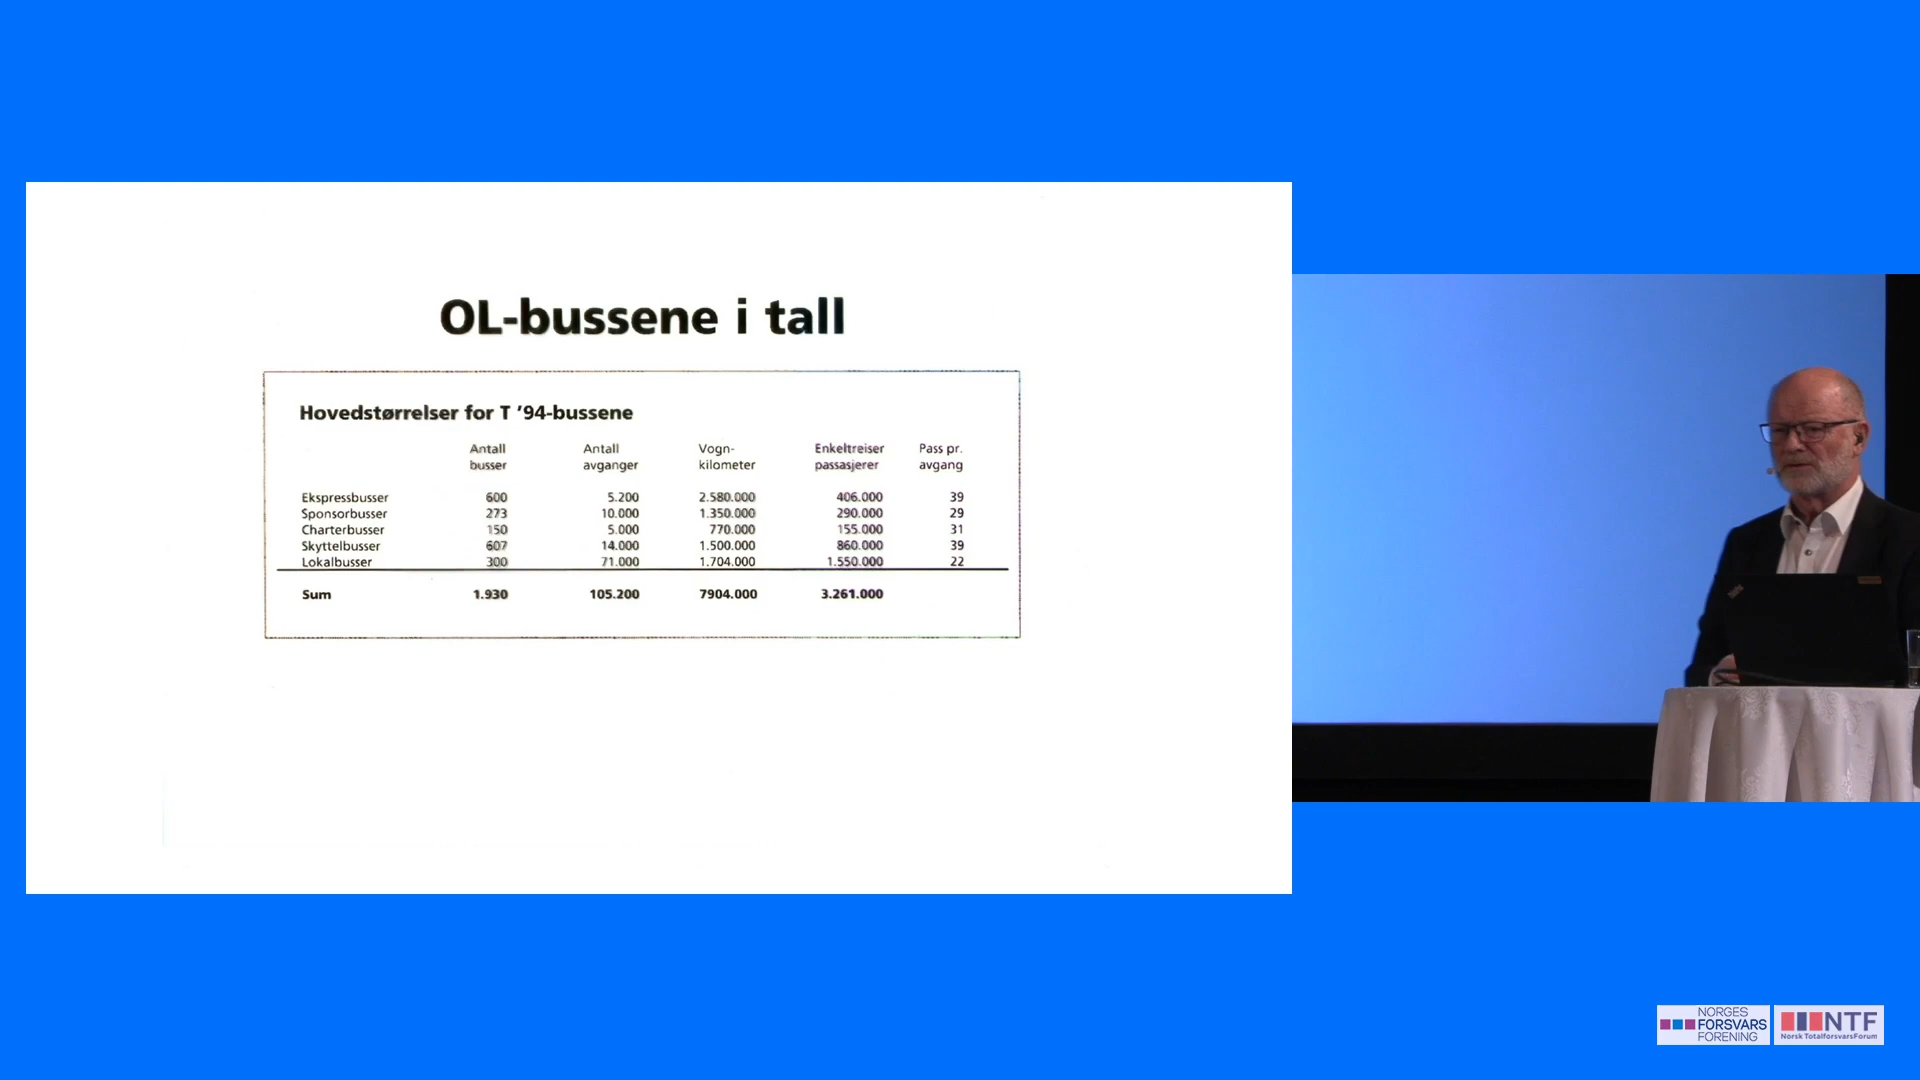 OL-bussene i tall
Hovedstørrelser for T ’94-bussene
Antall busser Antall avganger Vogn-kilometer Enkeltreiser passasjerer Pass pr. avgang
Ekspressbusser 600 5.200 2.580.000 406.000 39
Sponsorbusser 273 10.000 1.350.000 290.000 29
Charterbusser 150 5.000 770.000 155.000 31
Skyttelbusser 607 14.000 1.500.000 860.000 39
Lokalbusser 300 71.000 1.704.000 1.550.000 22
Sum 1.930 105.200 7904.000 3.261.000
NORGES
FORSVARS
FORENING
NTF
Norsk TotalforsvarsForum